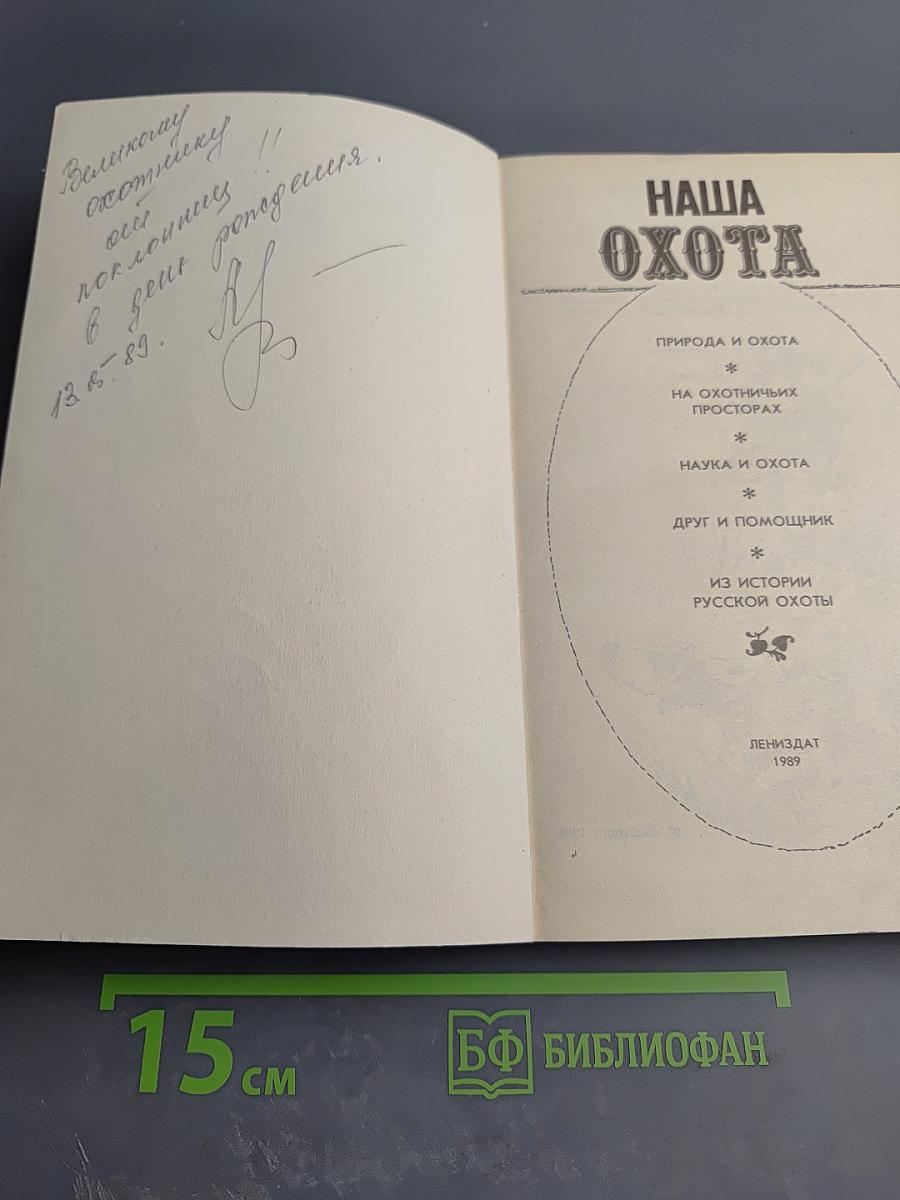 Великому
охотнику
от
поклонниц!!
в день рождения.
13.05.89.
НАША
ОХОТА
ПРИРОДА И ОХОТА
*
НА ОХОТНИЧЬИХ
ПРОСТОРАХ
*
НАУКА И ОХОТА
*
ДРУГ И ПОМОЩНИК
*
ИЗ ИСТОРИИ
РУССКОЙ ОХОТЫ
ЛЕНИЗДАТ
1989
15 СМ
БФ БИБЛИОФАН